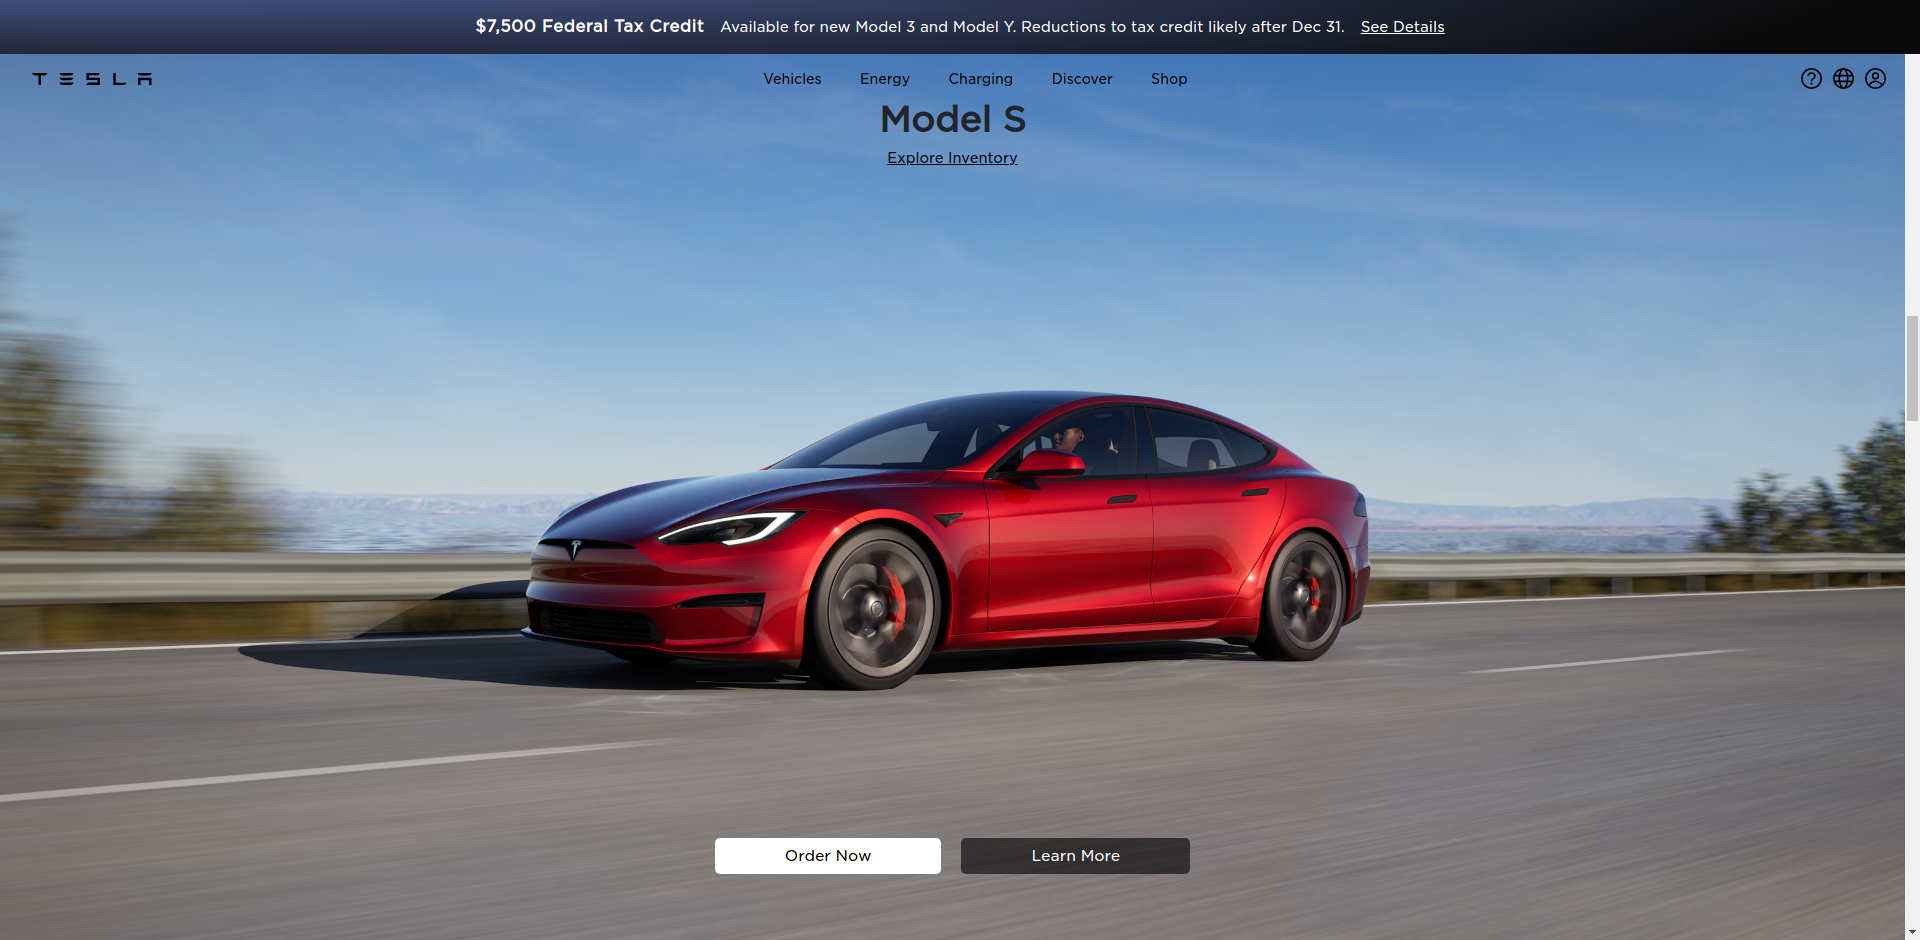 $7,500 Federal Tax Credit Available for new Model 3 and Model Y. Reductions to tax credit likely after Dec 31. See Details
TESLA Vehicles Energy Charging Discover Shop
Model S
Explore Inventory
Order Now Learn More